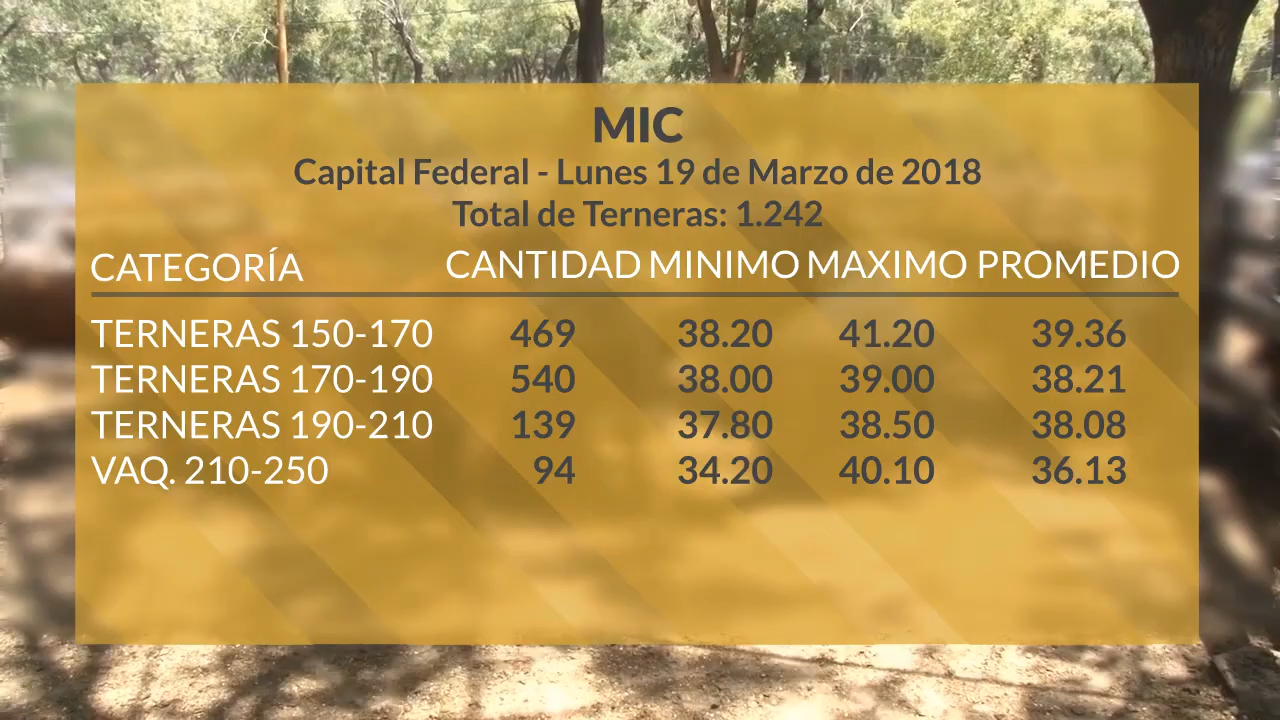 MIC
Capital Federal - Lunes 19 de Marzo de 2018
Total de Terneras: 1.242
CATEGORÍA CANTIDAD MINIMO MAXIMO PROMEDIO
TERNERAS 150-170 469 38.20 41.20 39.36
TERNERAS 170-190 540 38.00 39.00 38.21
TERNERAS 190-210 139 37.80 38.50 38.08
VAQ. 210-250 94 34.20 40.10 36.13